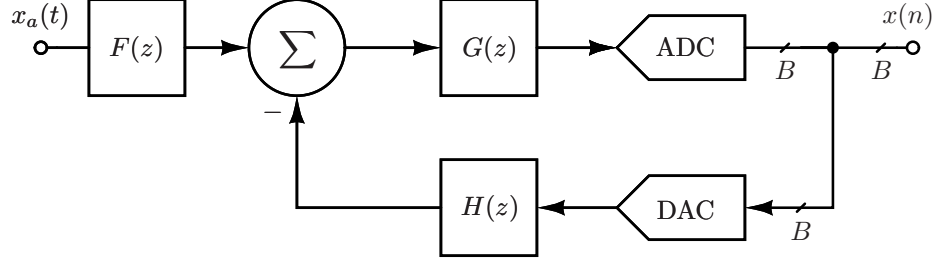 x_a(t)
x(n)
F(z)
∑
G(z)
ADC
B
B
−
H(z)
DAC
B